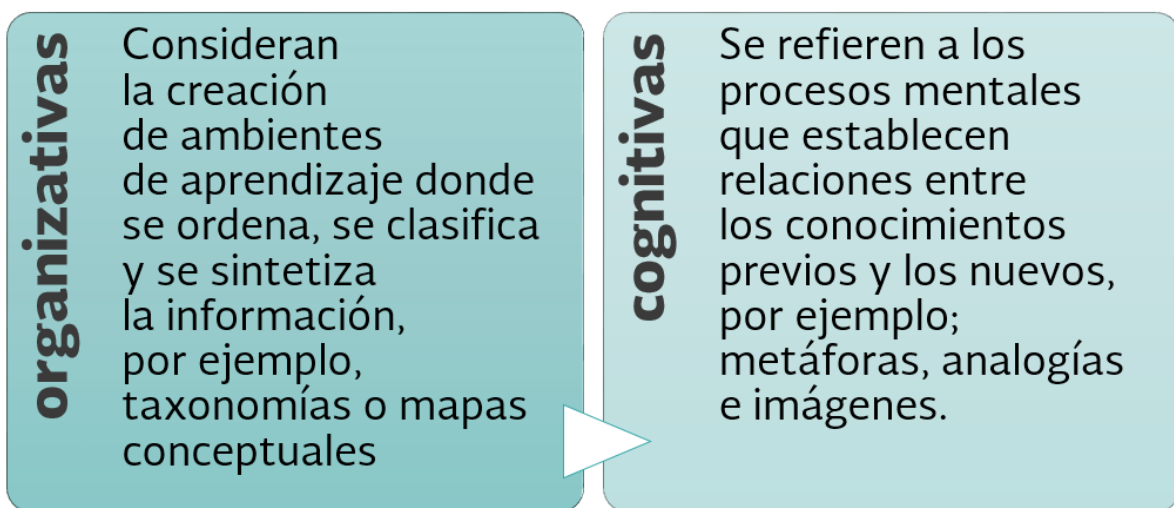 organizativas
Consideran
la creación
de ambientes
de aprendizaje donde
se ordena, se clasifica
y se sintetiza
la información,
por ejemplo,
taxonomías o mapas
conceptuales
cognitivas
Se refieren a los
procesos mentales
que establecen
relaciones entre
los conocimientos
previos y los nuevos,
por ejemplo;
metáforas, analogías
e imágenes.